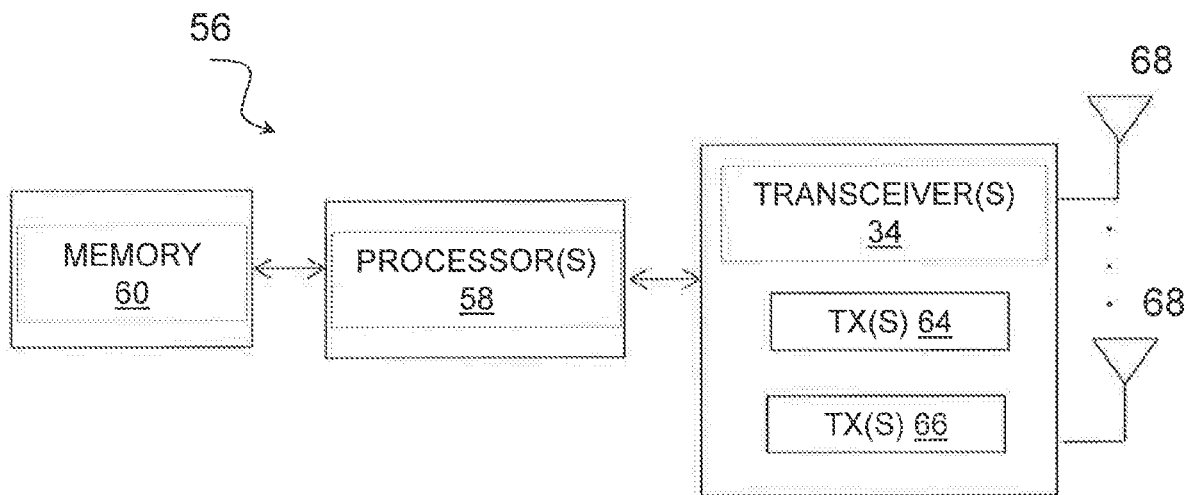 56
68
TRANSCEIVER(S)
34
MEMORY
60
PROCESSOR(S)
58
68
TX(S) 64
TX(S) 66